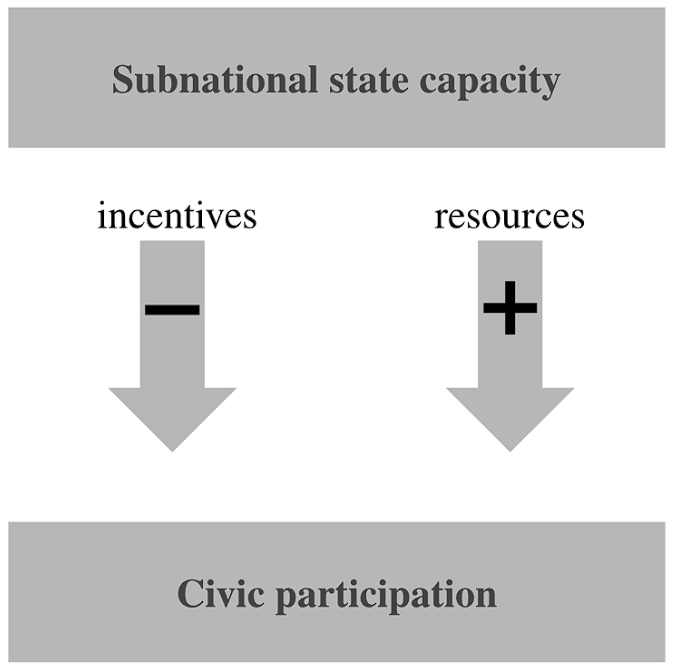 Subnational state capacity
incentives resources
− +
Civic participation